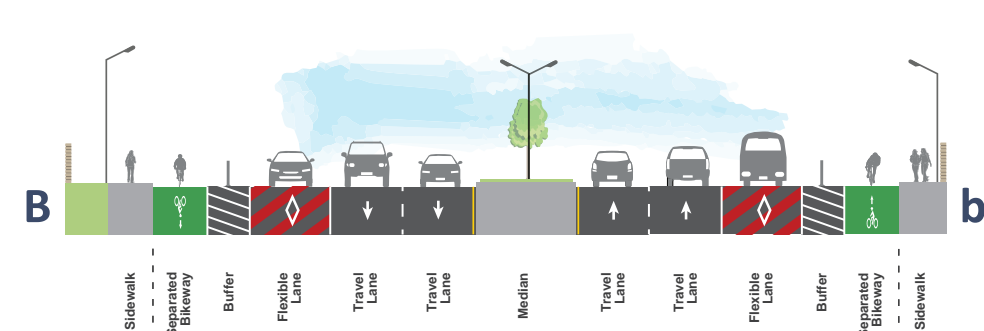 B
b
Sidewalk
Separated
Bikeway
Buffer
Flexible
Lane
Travel
Lane
Travel
Lane
Median
Travel
Lane
Travel
Lane
Flexible
Lane
Buffer
Separated
Bikeway
Sidewalk